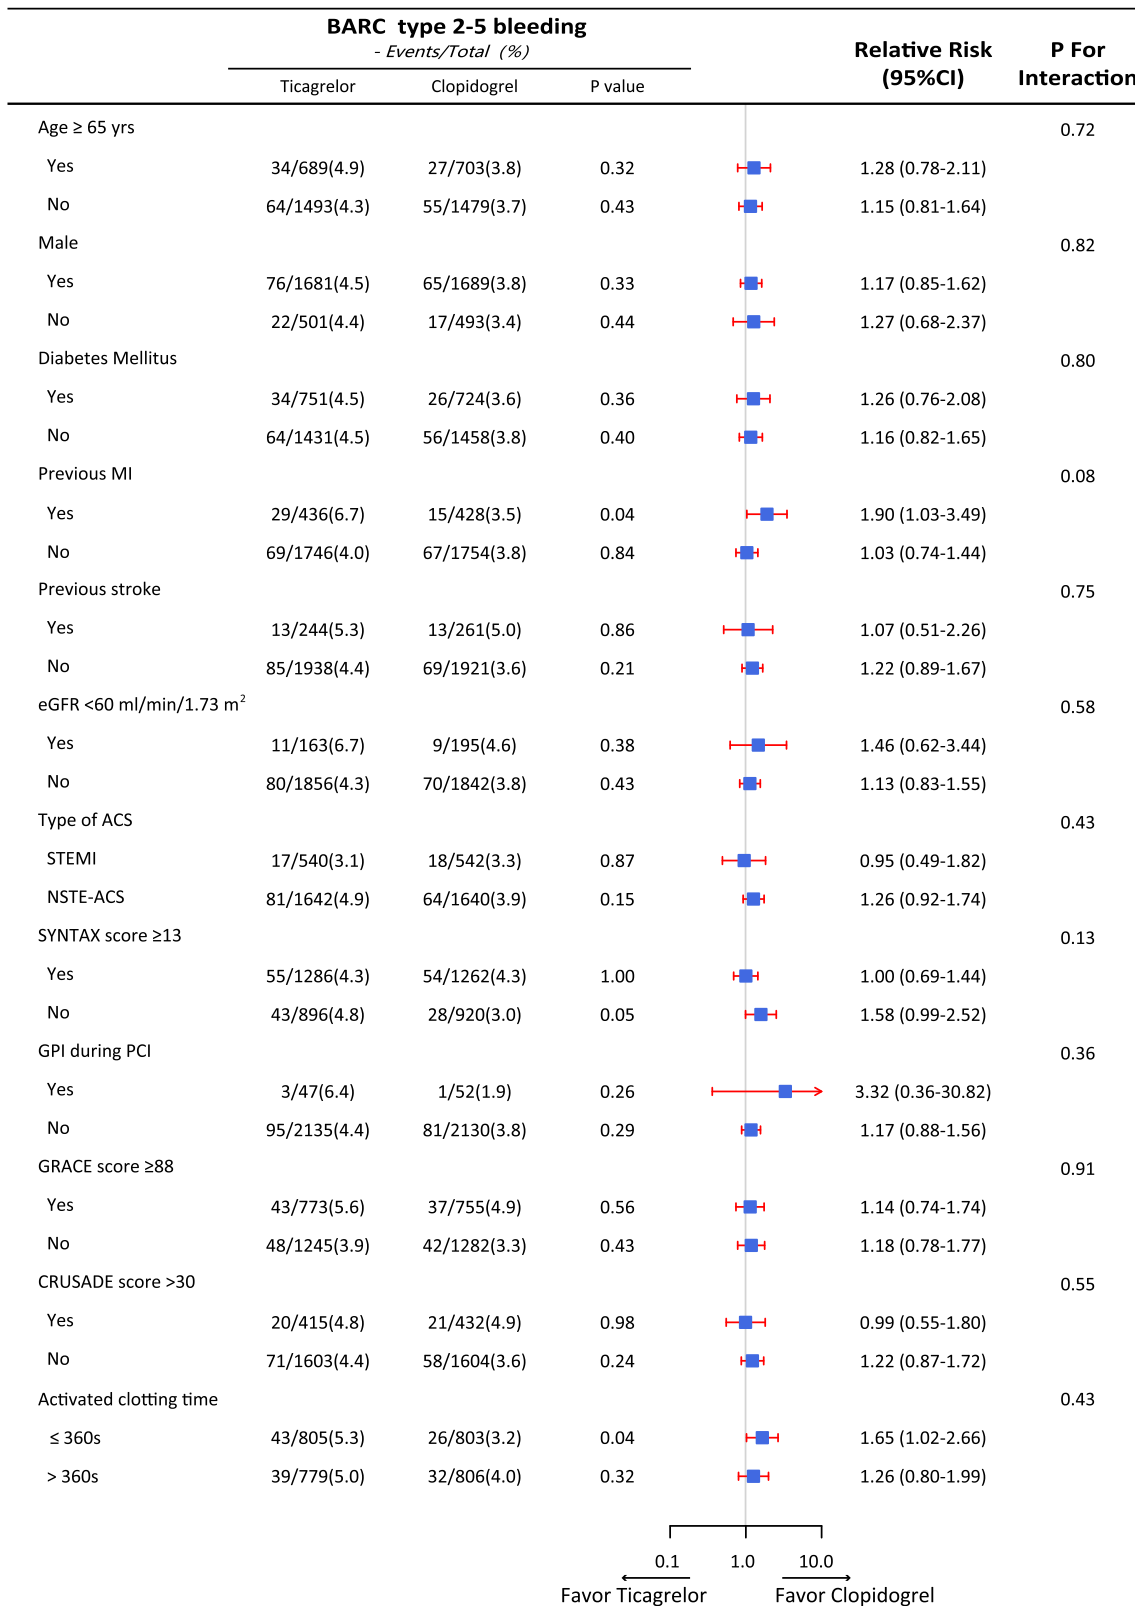 BARC type 2-5 bleeding
- Events/Total (%)
Relative Risk (95%CI)
P For Interaction
Ticagrelor Clopidogrel P value
Age ≥ 65 yrs 0.72
Yes 34/689(4.9) 27/703(3.8) 0.32 1.28 (0.78-2.11)
No 64/1493(4.3) 55/1479(3.7) 0.43 1.15 (0.81-1.64)
Male 0.82
Yes 76/1681(4.5) 65/1689(3.8) 0.33 1.17 (0.85-1.62)
No 22/501(4.4) 17/493(3.4) 0.44 1.27 (0.68-2.37)
Diabetes Mellitus 0.80
Yes 34/751(4.5) 26/724(3.6) 0.36 1.26 (0.76-2.08)
No 64/1431(4.5) 56/1458(3.8) 0.40 1.16 (0.82-1.65)
Previous MI 0.08
Yes 29/436(6.7) 15/428(3.5) 0.04 1.90 (1.03-3.49)
No 69/1746(4.0) 67/1754(3.8) 0.84 1.03 (0.74-1.44)
Previous stroke 0.75
Yes 13/244(5.3) 13/261(5.0) 0.86 1.07 (0.51-2.26)
No 85/1938(4.4) 69/1921(3.6) 0.21 1.22 (0.89-1.67)
eGFR <60 ml/min/1.73 m² 0.58
Yes 11/163(6.7) 9/195(4.6) 0.38 1.46 (0.62-3.44)
No 80/1856(4.3) 70/1842(3.8) 0.43 1.13 (0.83-1.55)
Type of ACS 0.43
STEMI 17/540(3.1) 18/542(3.3) 0.87 0.95 (0.49-1.82)
NSTE-ACS 81/1642(4.9) 64/1640(3.9) 0.15 1.26 (0.92-1.74)
SYNTAX score ≥13 0.13
Yes 55/1286(4.3) 54/1262(4.3) 1.00 1.00 (0.69-1.44)
No 43/896(4.8) 28/920(3.0) 0.05 1.58 (0.99-2.52)
GPI during PCI 0.36
Yes 3/47(6.4) 1/52(1.9) 0.26 3.32 (0.36-30.82)
No 95/2135(4.4) 81/2130(3.8) 0.29 1.17 (0.88-1.56)
GRACE score ≥88 0.91
Yes 43/773(5.6) 37/755(4.9) 0.56 1.14 (0.74-1.74)
No 48/1245(3.9) 42/1282(3.3) 0.43 1.18 (0.78-1.77)
CRUSADE score >30 0.55
Yes 20/415(4.8) 21/432(4.9) 0.98 0.99 (0.55-1.80)
No 71/1603(4.4) 58/1604(3.6) 0.24 1.22 (0.87-1.72)
Activated clotting time 0.43
≤ 360s 43/805(5.3) 26/803(3.2) 0.04 1.65 (1.02-2.66)
> 360s 39/779(5.0) 32/806(4.0) 0.32 1.26 (0.80-1.99)
0.1 1.0 10.0
Favor Ticagrelor Favor Clopidogrel